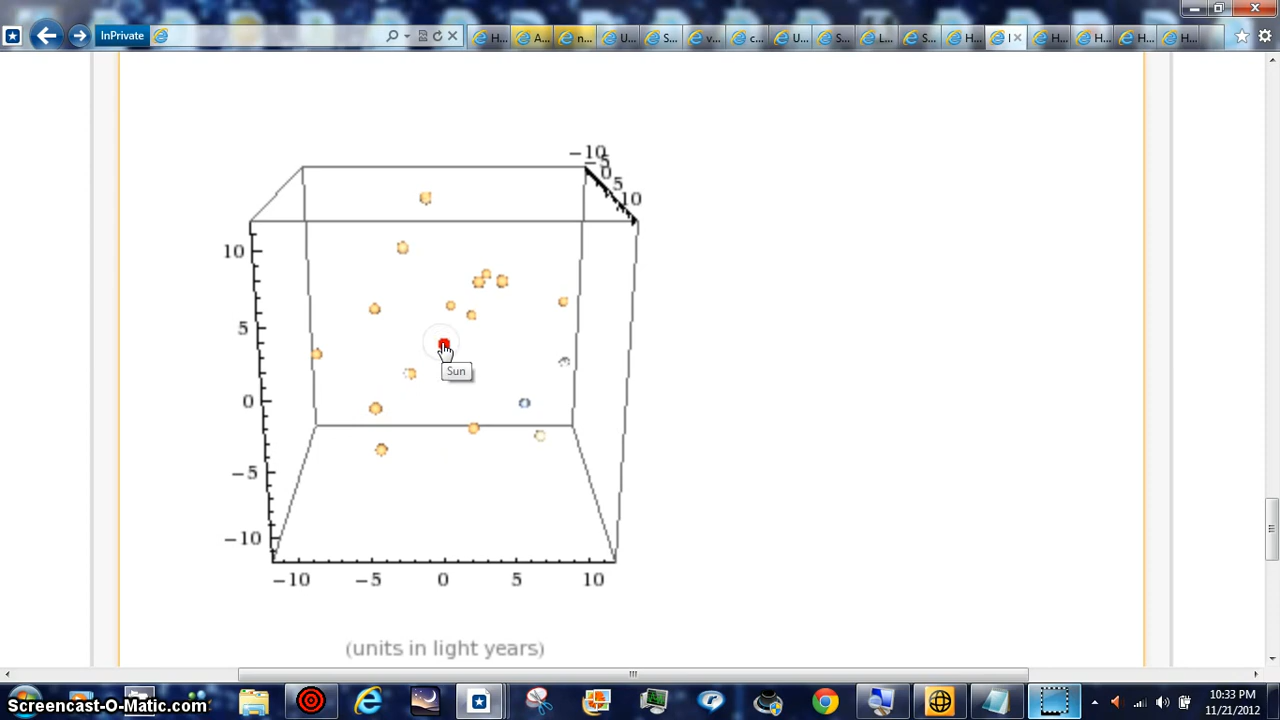 InPrivate
H...
A...
n...
U...
S...
v...
c...
U...
S...
L...
S...
H...
I
H...
H...
H...
H...
−10
−5
0
5
10
10
5
0
−5
−10
Sun
−10 −5 0 5 10
(units in light years)
Screencast-O-Matic.com
10:33 PM
11/21/2012